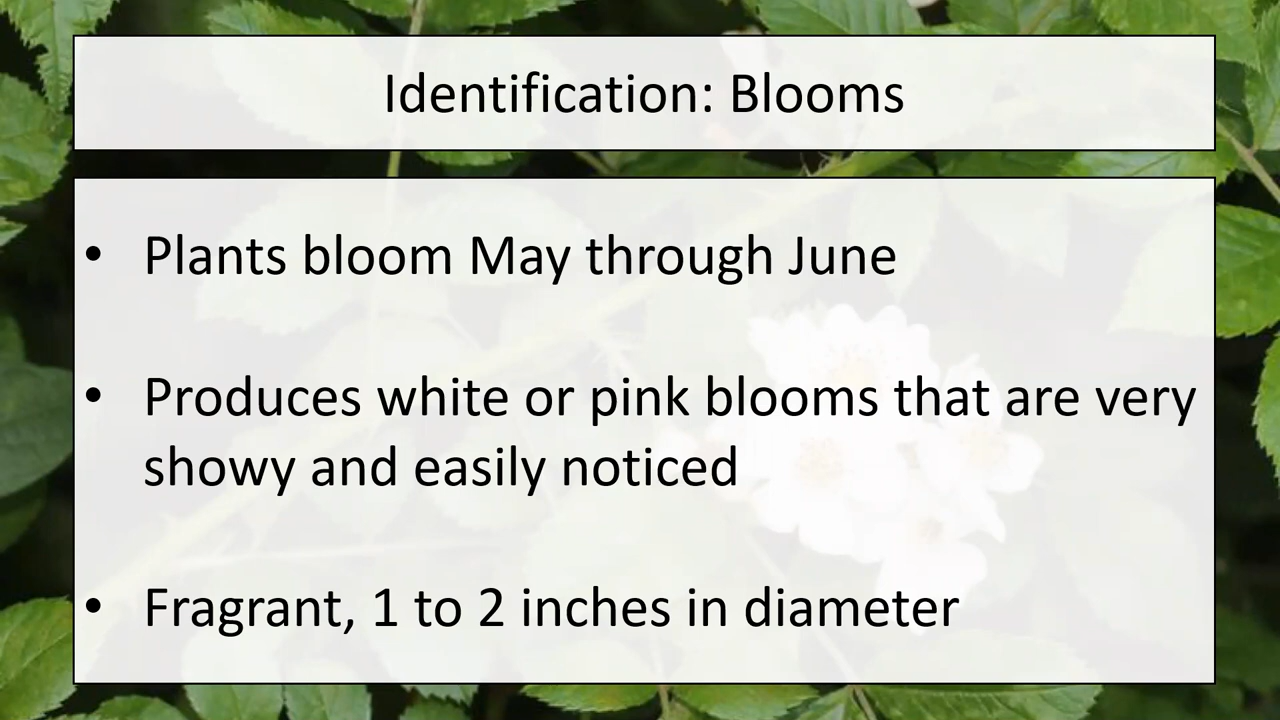 Identification: Blooms
• Plants bloom May through June
• Produces white or pink blooms that are very
showy and easily noticed
• Fragrant, 1 to 2 inches in diameter